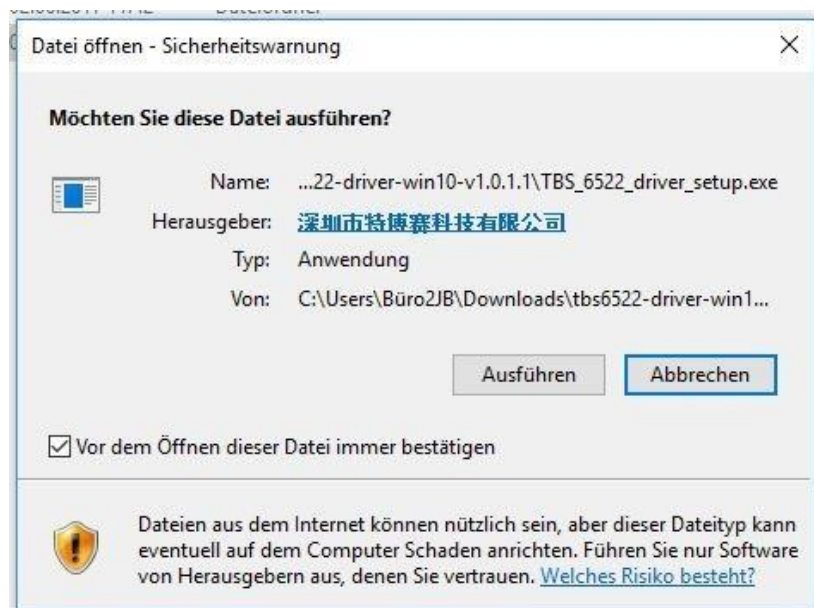 Datei öffnen - Sicherheitswarnung
Möchten Sie diese Datei ausführen?
Name: ...22-driver-win10-v1.0.1.1\TBS_6522_driver_setup.exe
Herausgeber: 深圳市特博赛科技有限公司
Typ: Anwendung
Von: C:\Users\Büro2JB\Downloads\tbs6522-driver-win1...
Ausführen Abbrechen
Vor dem Öffnen dieser Datei immer bestätigen
Dateien aus dem Internet können nützlich sein, aber dieser Dateityp kann
eventuell auf dem Computer Schaden anrichten. Führen Sie nur Software
von Herausgebern aus, denen Sie vertrauen. Welches Risiko besteht?